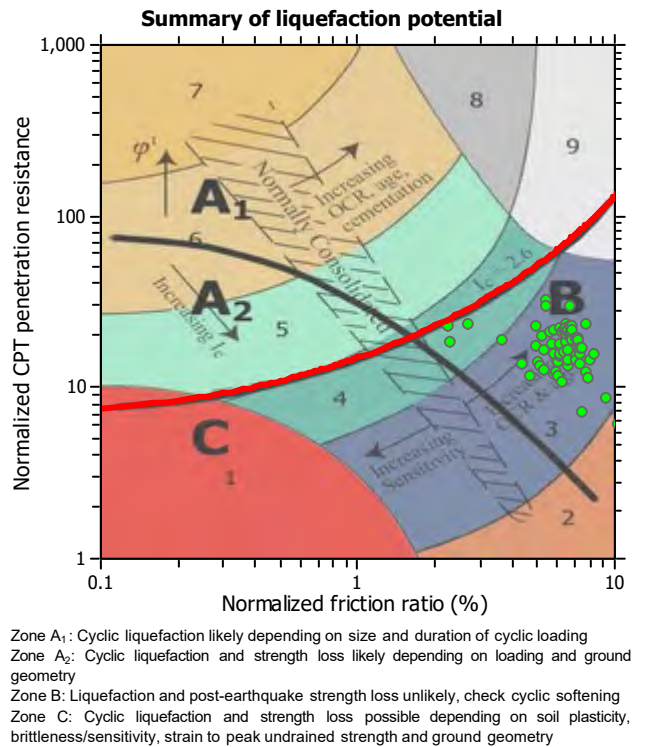 Summary of liquefaction potential
Normalized CPT penetration resistance
1,000
100
10
1
0.1
1
10
Normalized friction ratio (%)
7
8
9
φ'
A1
Increasing
OCR, age,
cementation
Normally Consolidated
6
Ic = 2.6
A2
B
Increasing Ic
5
4
Increasing
OCR &
3
C
1
Increasing
Sensitivity
2
Zone A1: Cyclic liquefaction likely depending on size and duration of cyclic loading
Zone A2: Cyclic liquefaction and strength loss likely depending on loading and ground
geometry
Zone B: Liquefaction and post-earthquake strength loss unlikely, check cyclic softening
Zone C: Cyclic liquefaction and strength loss possible depending on soil plasticity,
brittleness/sensitivity, strain to peak undrained strength and ground geometry